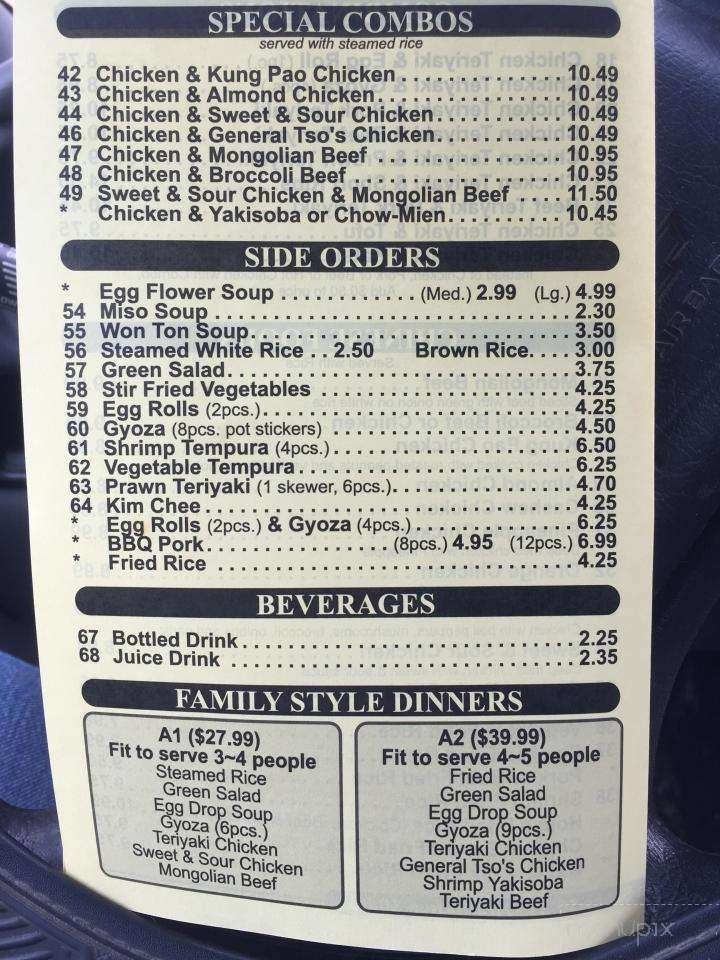 SPECIAL COMBOS
served with steamed rice
42 Chicken & Kung Pao Chicken . . . . . . . . . . . . . 10.49
43 Chicken & Almond Chicken . . . . . . . . . . . . . . . 10.49
44 Chicken & Sweet & Sour Chicken . . . . . . . . . . 10.49
46 Chicken & General Tso's Chicken . . . . . . . . . . 10.49
47 Chicken & Mongolian Beef . . . . . . . . . . . . . . . 10.95
48 Chicken & Broccoli Beef . . . . . . . . . . . . . . . . . 10.95
49 Sweet & Sour Chicken & Mongolian Beef . . . . 11.50
* Chicken & Yakisoba or Chow-Mien . . . . . . . . . 10.45
SIDE ORDERS
* Egg Flower Soup . . . . . . . . . . . . (Med.) 2.99 (Lg.) 4.99
54 Miso Soup . . . . . . . . . . . . . . . . . . . . . . . . . . . . . 2.30
55 Won Ton Soup . . . . . . . . . . . . . . . . . . . . . . . . . . 3.50
56 Steamed White Rice . . 2.50 Brown Rice . . . . 3.00
57 Green Salad . . . . . . . . . . . . . . . . . . . . . . . . . . . . 3.75
58 Stir Fried Vegetables . . . . . . . . . . . . . . . . . . . . 4.25
59 Egg Rolls (2pcs.) . . . . . . . . . . . . . . . . . . . . . . . . 4.25
60 Gyoza (8pcs. pot stickers) . . . . . . . . . . . . . . . . . 4.50
61 Shrimp Tempura (4pcs.) . . . . . . . . . . . . . . . . . . 6.50
62 Vegetable Tempura . . . . . . . . . . . . . . . . . . . . . . 6.25
63 Prawn Teriyaki (1 skewer, 6pcs.) . . . . . . . . . . . . 4.70
64 Kim Chee . . . . . . . . . . . . . . . . . . . . . . . . . . . . . . 4.25
* Egg Rolls (2pcs.) & Gyoza (4pcs.) . . . . . . . . . . . 6.25
* BBQ Pork . . . . . . . . . . . . . . (8pcs.) 4.95 (12pcs.) 6.99
* Fried Rice . . . . . . . . . . . . . . . . . . . . . . . . . . . . . 4.25
BEVERAGES
67 Bottled Drink . . . . . . . . . . . . . . . . . . . . . . . . . . . 2.25
68 Juice Drink . . . . . . . . . . . . . . . . . . . . . . . . . . . . 2.35
FAMILY STYLE DINNERS
A1 ($27.99)
Fit to serve 3~4 people
Steamed Rice
Green Salad
Egg Drop Soup
Gyoza (6pcs.)
Teriyaki Chicken
Sweet & Sour Chicken
Mongolian Beef
A2 ($39.99)
Fit to serve 4~5 people
Fried Rice
Green Salad
Egg Drop Soup
Gyoza (9pcs.)
Teriyaki Chicken
General Tso's Chicken
Shrimp Yakisoba
Teriyaki Beef
AIR BAG